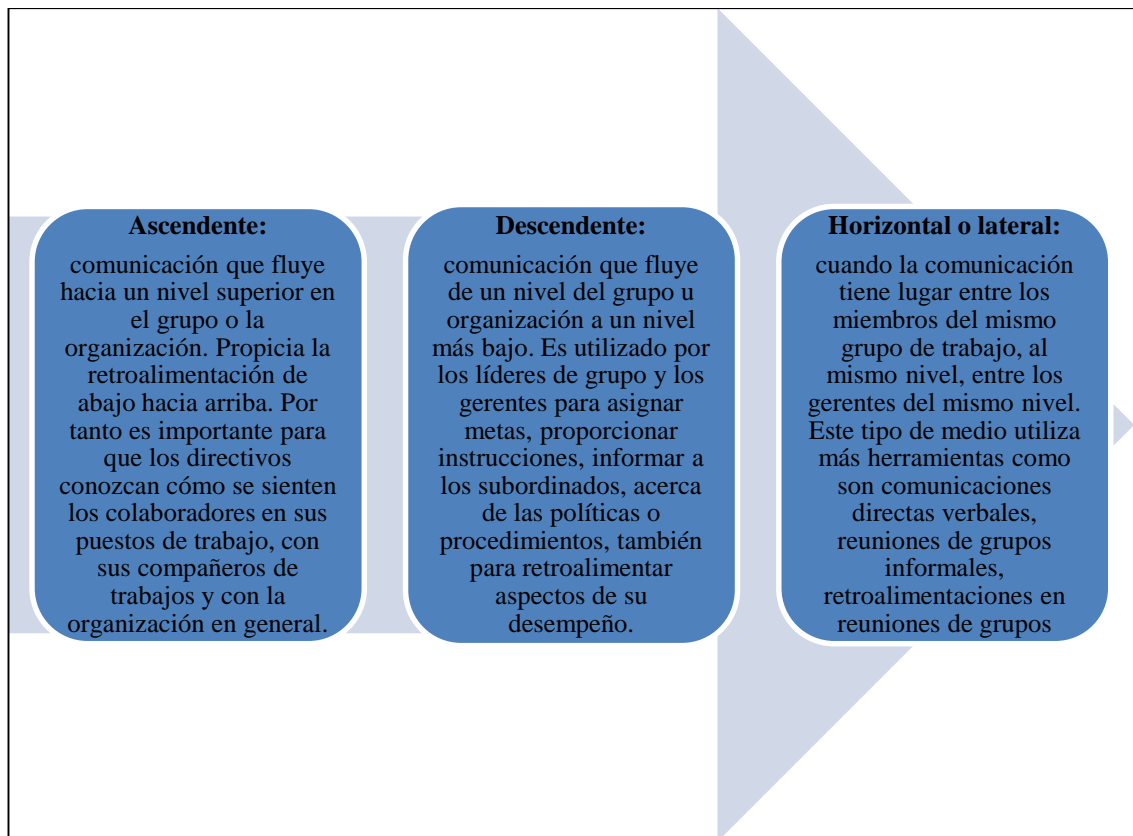 Ascendente:
comunicación que fluye
hacia un nivel superior en
el grupo o la
organización. Propicia la
retroalimentación de
abajo hacia arriba. Por
tanto es importante para
que los directivos
conozcan cómo se sienten
los colaboradores en sus
puestos de trabajo, con
sus compañeros de
trabajos y con la
organización en general.
Descendente:
comunicación que fluye
de un nivel del grupo u
organización a un nivel
más bajo. Es utilizado por
los líderes de grupo y los
gerentes para asignar
metas, proporcionar
instrucciones, informar a
los subordinados, acerca
de las políticas o
procedimientos, también
para retroalimentar
aspectos de su
desempeño.
Horizontal o lateral:
cuando la comunicación
tiene lugar entre los
miembros del mismo
grupo de trabajo, al
mismo nivel, entre los
gerentes del mismo nivel.
Este tipo de medio utiliza
más herramientas como
son comunicaciones
directas verbales,
reuniones de grupos
informales,
retroalimentaciones en
reuniones de grupos